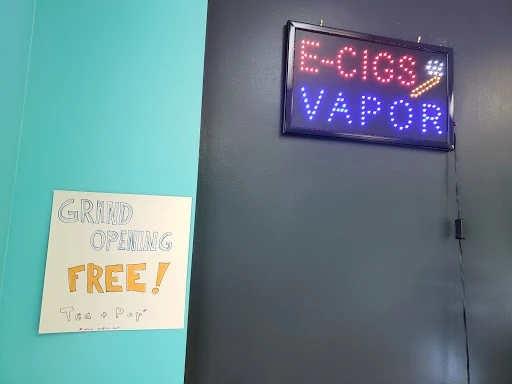 E-CIGS
VAPOR
GRAND
OPENING
FREE!
Tea + Pop*